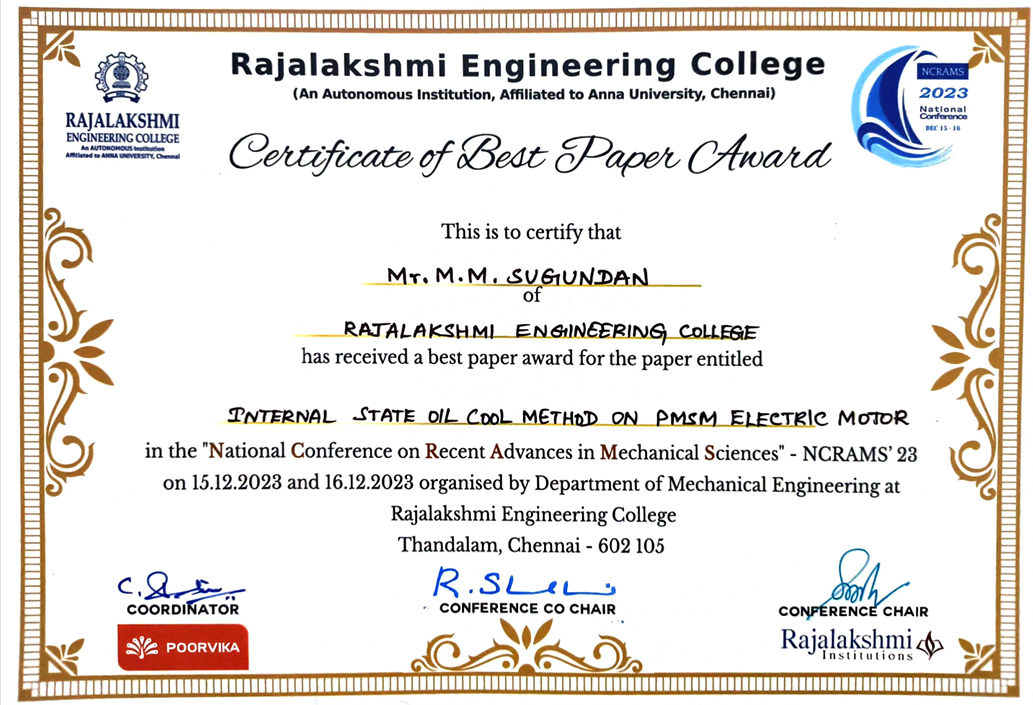 Rajalakshmi Engineering College
(An Autonomous Institution, Affiliated to Anna University, Chennai)
RAJALAKSHMI
ENGINEERING COLLEGE
An AUTONOMOUS Institution
Affiliated to ANNA UNIVERSITY, Chennai
NCRAMS
2023
National
Conference
DEC 15 - 16
Certificate of Best Paper Award
This is to certify that
Mr. M.M. SUGUNDAN
of
RAJALAKSHMI ENGINEERING COLLEGE
has received a best paper award for the paper entitled
INTERNAL STATE OIL COOL METHOD ON PMSM ELECTRIC MOTOR
in the "National Conference on Recent Advances in Mechanical Sciences" - NCRAMS' 23
on 15.12.2023 and 16.12.2023 organised by Department of Mechanical Engineering at
Rajalakshmi Engineering College
Thandalam, Chennai - 602 105
COORDINATOR
CONFERENCE CO CHAIR
CONFERENCE CHAIR
POORVIKA
Rajalakshmi
Institutions